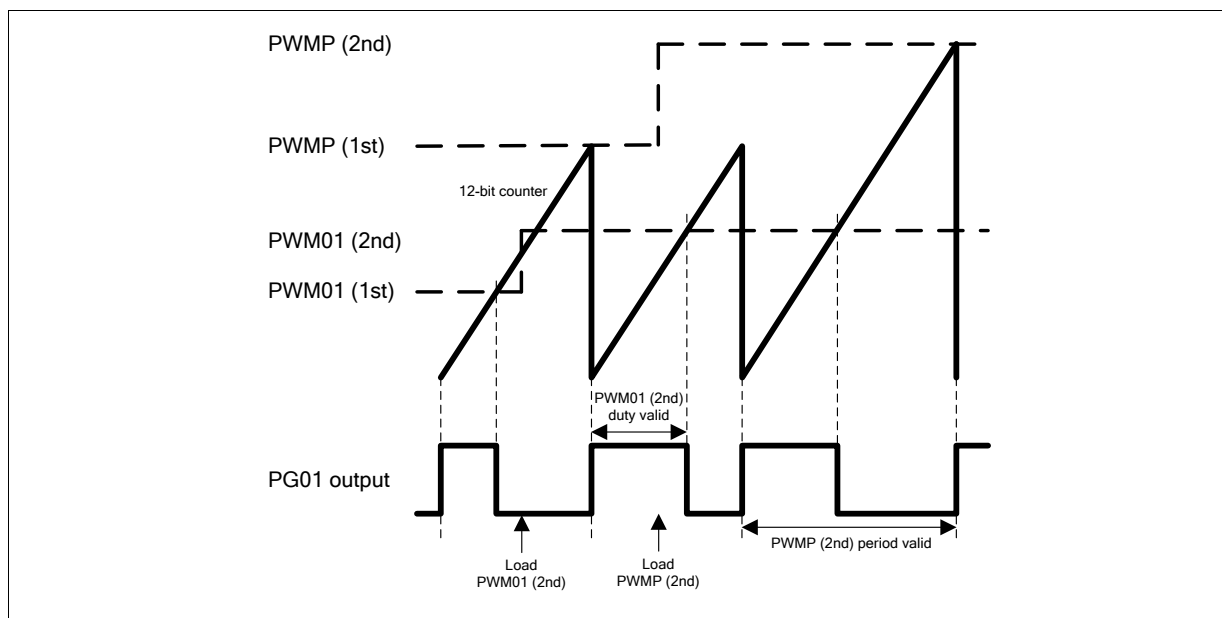 PWMP (2nd)
PWMP (1st)
12-bit counter
PWM01 (2nd)
PWM01 (1st)
PWM01 (2nd)
duty valid
PG01 output
PWMP (2nd) period valid
Load
PWM01 (2nd)
Load
PWMP (2nd)